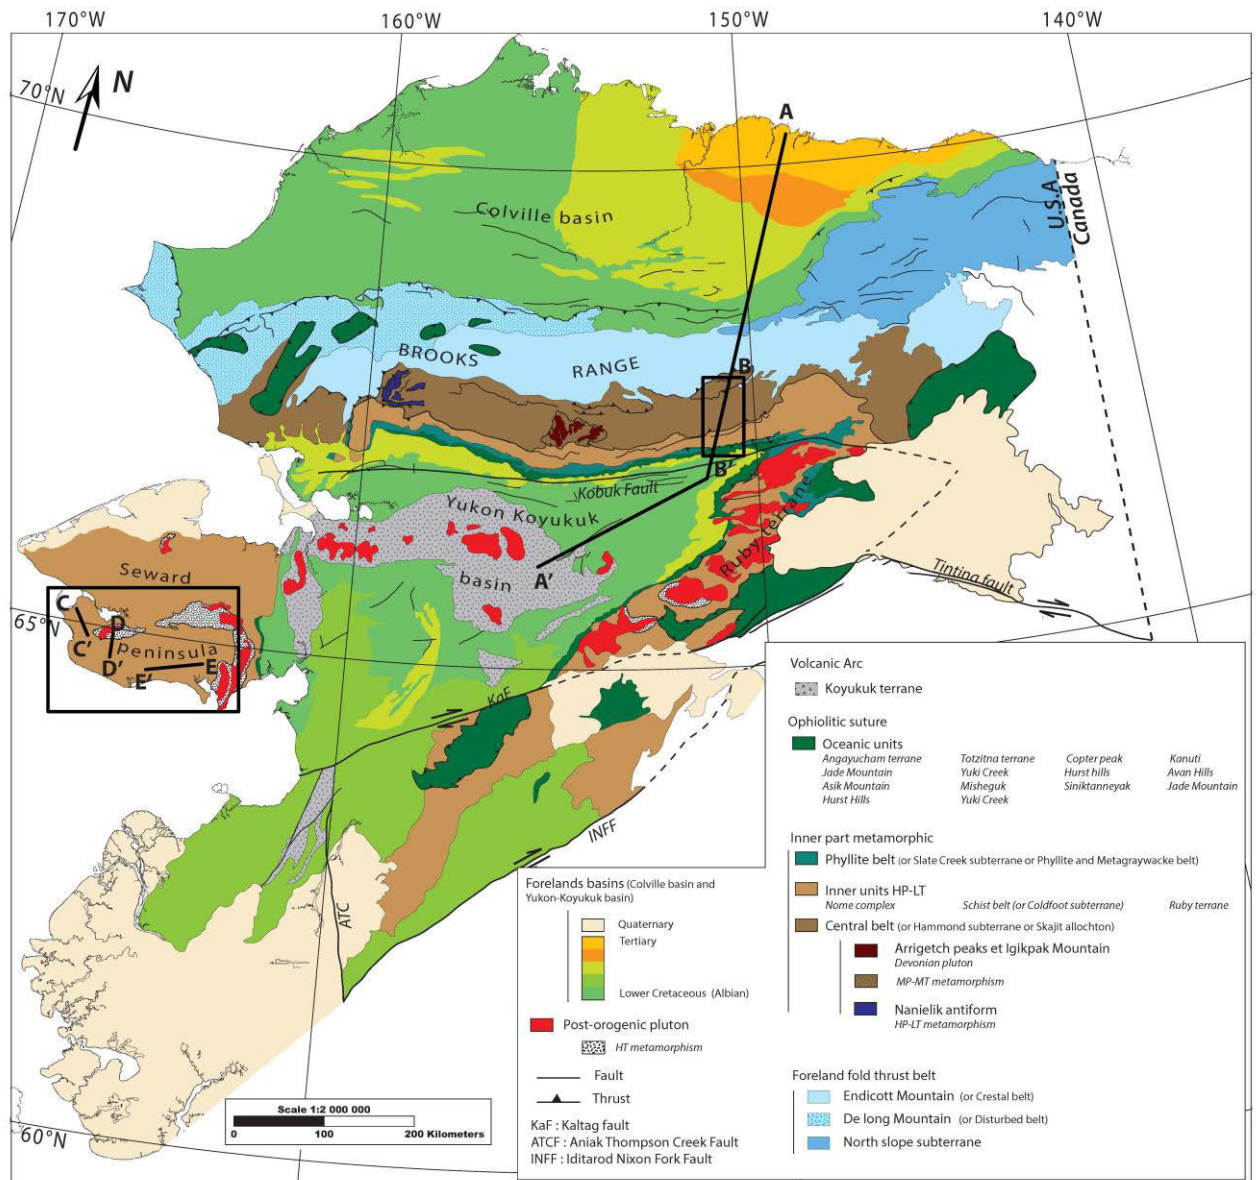 170°W
160°W
150°W
140°W
70°N
N
A
U.S.A
Canada
Colville basin
BROOKS
RANGE
B
B'
Kobuk Fault
Yukon Koyukuk
basin
A'
Ruby terrane
Tintina fault
Seward
peninsula
C
C'
D
D'
E
E'
65°N
KaF
INFF
ATC
60°N
Scale 1:2 000 000
0 100 200 Kilometers
Volcanic Arc
Koyukuk terrane
Ophiolitic suture
Oceanic units
Angayucham terrane Totzitna terrane Copter peak Kanuti
Jade Mountain Yuki Creek Hurst hills Avan Hills
Asik Mountain Misheguk Siniktanneyak Jade Mountain
Hurst Hills Yuki Creek
Inner part metamorphic
Phyllite belt (or Slate Creek subterrane or Phyllite and Metagraywacke belt)
Inner units HP-LT
Nome complex Schist belt (or Coldfoot subterrane) Ruby terrane
Central belt (or Hammond subterrane or Skajit allochton)
Arrigetch peaks et Igikpak Mountain
Devonian pluton
MP-MT metamorphism
Nanielik antiform
HP-LT metamorphism
Foreland fold thrust belt
Endicott Mountain (or Crestal belt)
De long Mountain (or Disturbed belt)
North slope subterrane
Forelands basins (Colville basin and
Yukon-Koyukuk basin)
Quaternary
Tertiary
Lower Cretaceous (Albian)
Post-orogenic pluton
HT metamorphism
Fault
Thrust
KaF : Kaltag fault
ATCF : Aniak Thompson Creek Fault
INFF : Iditarod Nixon Fork Fault